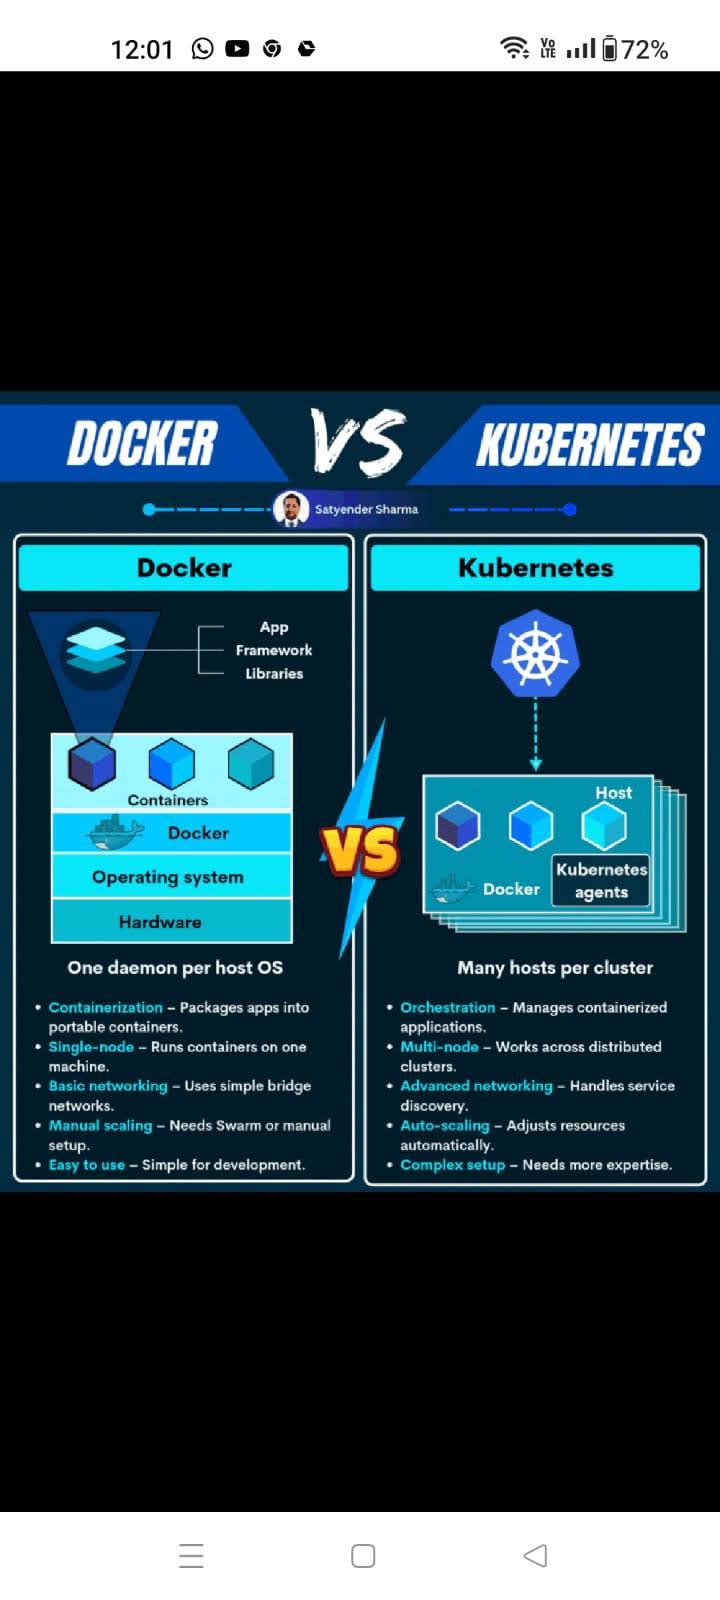 12:01
Vo
LTE
72%
DOCKER VS KUBERNETES
Satyender Sharma
Docker
App
Framework
Libraries
Containers
Docker
Operating system
Hardware
One daemon per host OS
• Containerization – Packages apps into
portable containers.
• Single-node – Runs containers on one
machine.
• Basic networking – Uses simple bridge
networks.
• Manual scaling – Needs Swarm or manual
setup.
• Easy to use – Simple for development.
VS
Kubernetes
Host
Docker
Kubernetes
agents
Many hosts per cluster
• Orchestration – Manages containerized
applications.
• Multi-node – Works across distributed
clusters.
• Advanced networking – Handles service
discovery.
• Auto-scaling – Adjusts resources
automatically.
• Complex setup – Needs more expertise.